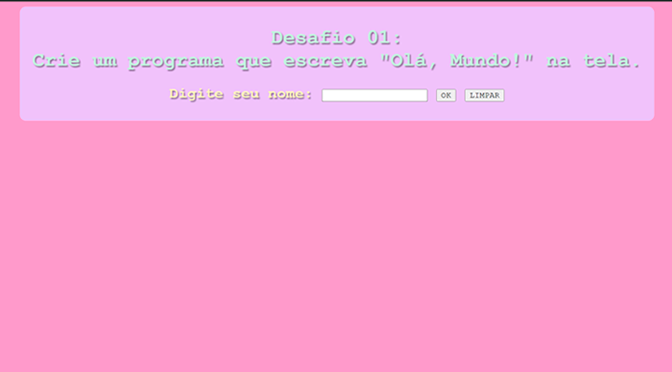 Desafio 01:
Crie um programa que escreva "Olá, Mundo!" na tela.
Digite seu nome: OK LIMPAR